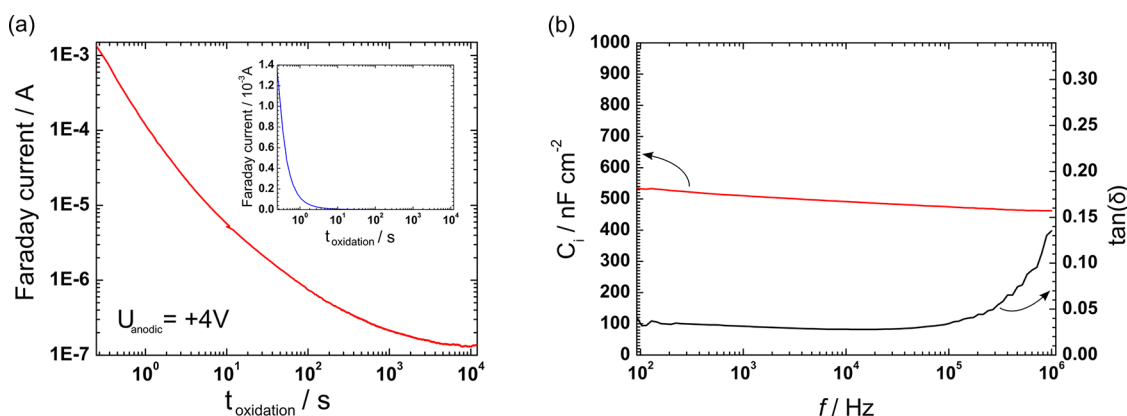 (a)
Faraday current / A
1E-3
1E-4
1E-5
1E-6
1E-7
10⁰
10¹
10²
10³
10⁴
t_oxidation / s
U_anodic = +4V
Faraday current / 10⁻³A
1.4
1.2
1.0
0.8
0.6
0.4
0.2
0.0
10⁰
10¹
10²
10³
10⁴
t_oxidation / s
(b)
C_i / nF cm⁻²
1000
900
800
700
600
500
400
300
200
100
0
10²
10³
10⁴
10⁵
10⁶
f / Hz
0.30
0.25
0.20
0.15
0.10
0.05
0.00
tan(δ)